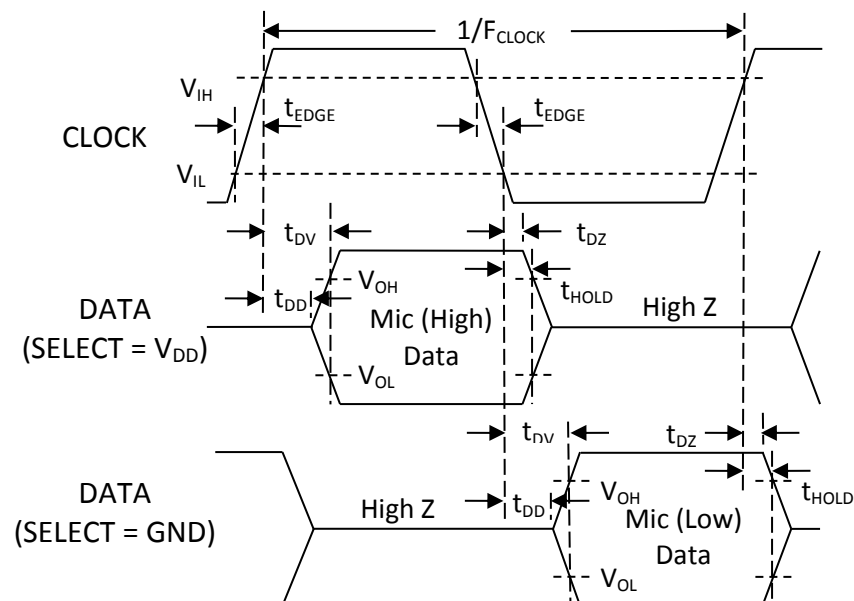 1/FCLOCK
VIH
tEDGE
tEDGE
CLOCK
VIL
tDV
tDZ
VOH
tHOLD
tDD
DATA
(SELECT = VDD)
Mic (High)
Data
High Z
VOL
tDV
tDZ
DATA
(SELECT = GND)
High Z
tDD
VOH
tHOLD
Mic (Low)
Data
VOL